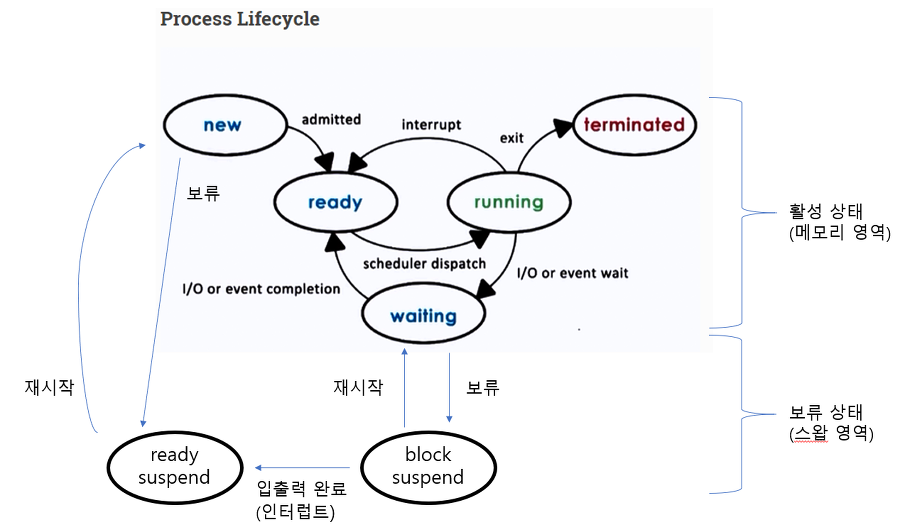 Process Lifecycle
new
admitted
interrupt
exit
terminated
보류
ready
running
활성 상태
(메모리 영역)
scheduler dispatch
I/O or event wait
I/O or event completion
waiting
재시작
재시작
보류
보류 상태
(스왑 영역)
ready
suspend
block
suspend
입출력 완료
(인터럽트)